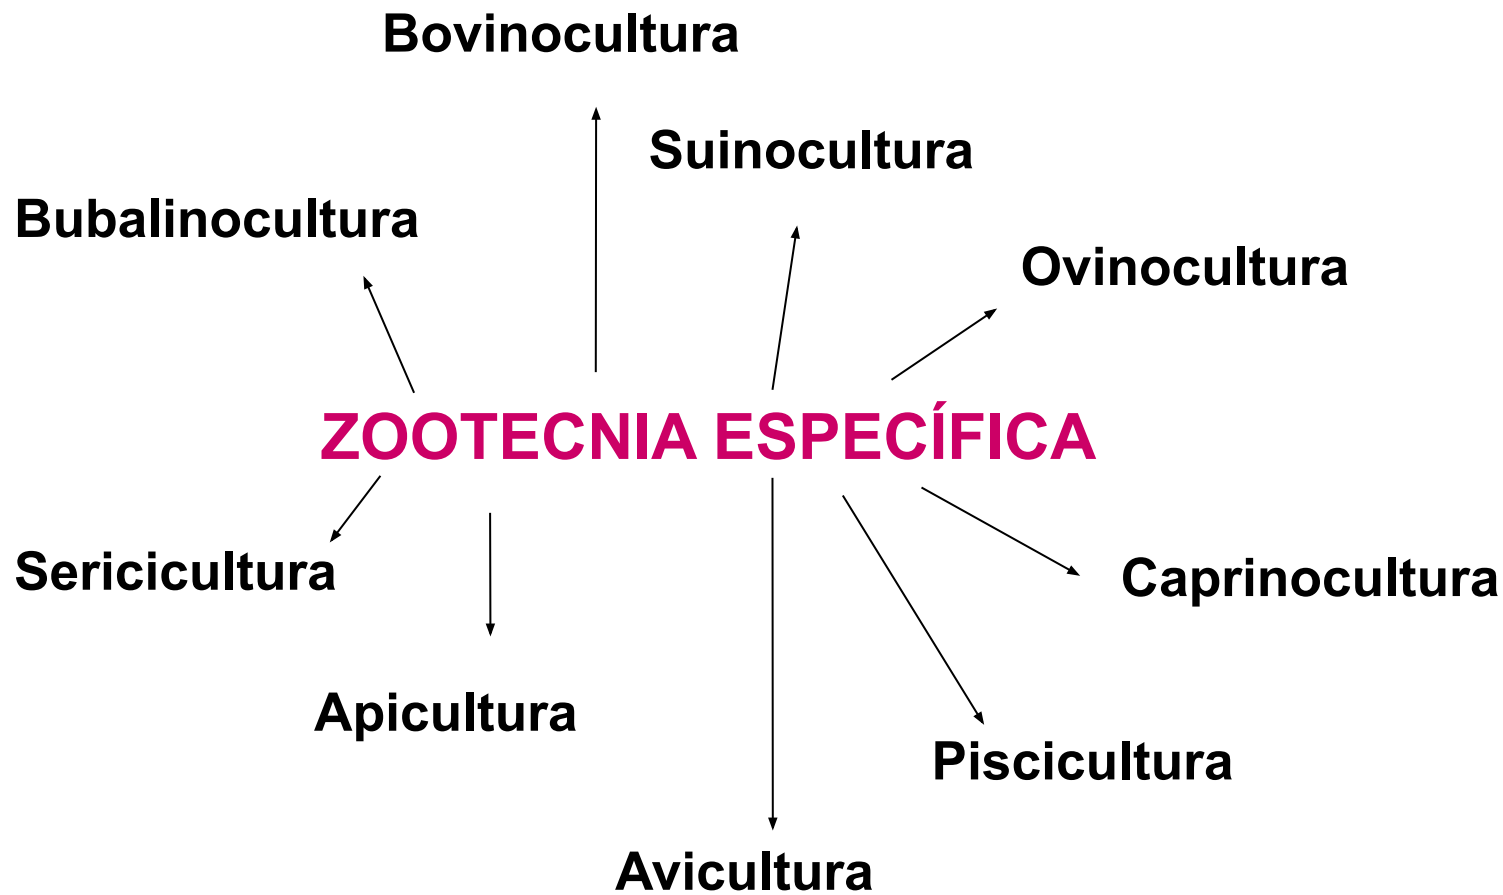 Bovinocultura
Suinocultura
Bubalinocultura
Ovinocultura
ZOOTECNIA ESPECÍFICA
Sericicultura
Caprinocultura
Apicultura
Piscicultura
Avicultura